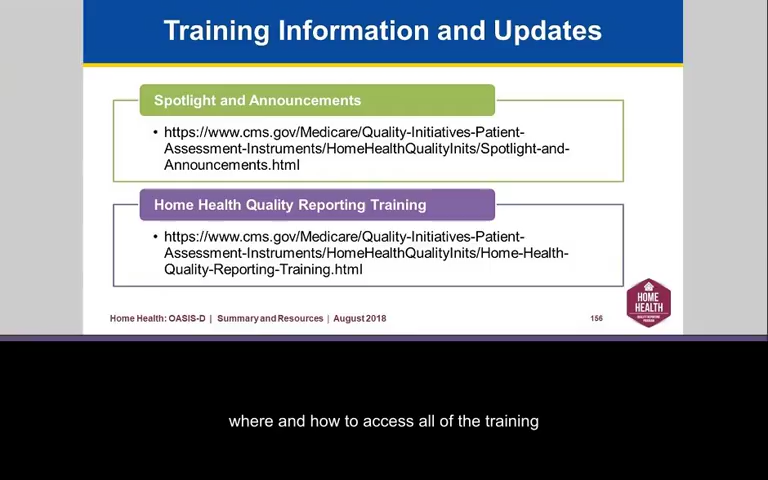 Training Information and Updates
Spotlight and Announcements
• https://www.cms.gov/Medicare/Quality-Initiatives-Patient-
Assessment-Instruments/HomeHealthQualityInits/Spotlight-and-
Announcements.html
Home Health Quality Reporting Training
• https://www.cms.gov/Medicare/Quality-Initiatives-Patient-
Assessment-Instruments/HomeHealthQualityInits/Home-Health-
Quality-Reporting-Training.html
Home Health: OASIS-D | Summary and Resources | August 2018
156
HOME
HEALTH
QUALITY REPORTING
PROGRAM
where and how to access all of the training